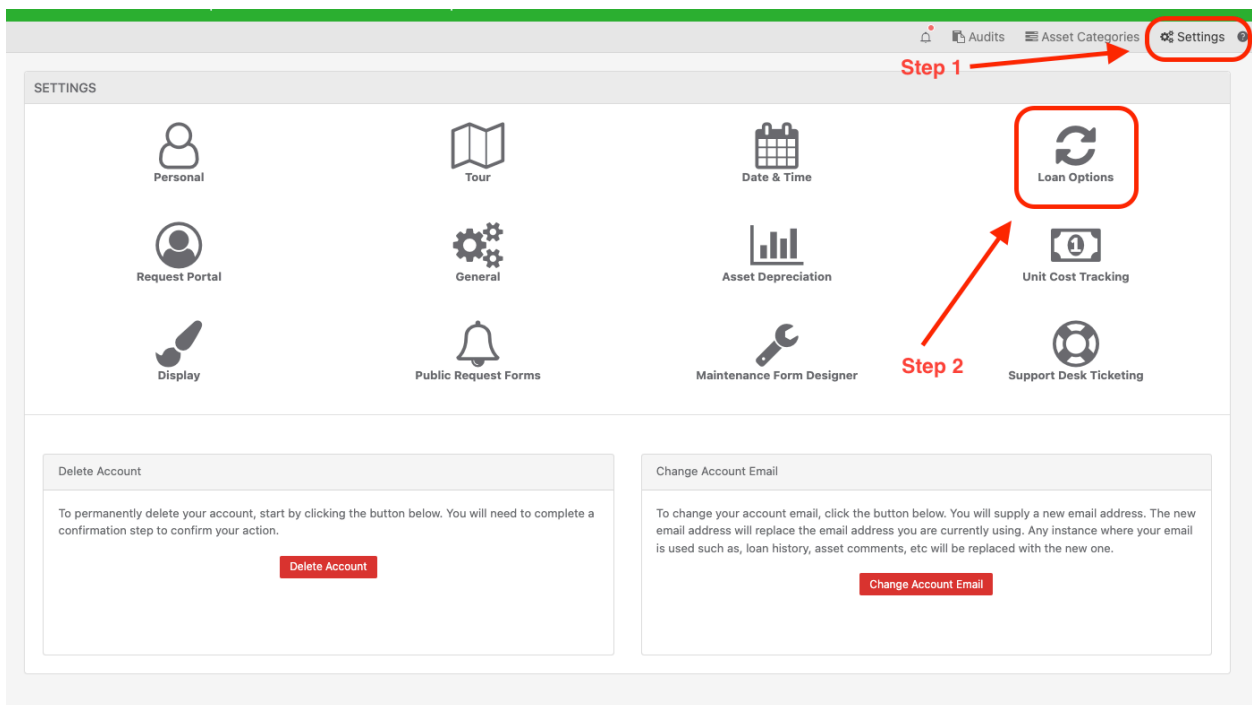 Audits
Asset Categories
Settings
Step 1
SETTINGS
Personal
Tour
Date & Time
Loan Options
Request Portal
General
Asset Depreciation
1
Unit Cost Tracking
Display
Public Request Forms
Maintenance Form Designer
Step 2
Support Desk Ticketing
Delete Account
To permanently delete your account, start by clicking the button below. You will need to complete a
confirmation step to confirm your action.
Delete Account
Change Account Email
To change your account email, click the button below. You will supply a new email address. The new
email address will replace the email address you are currently using. Any instance where your email
is used such as, loan history, asset comments, etc will be replaced with the new one.
Change Account Email